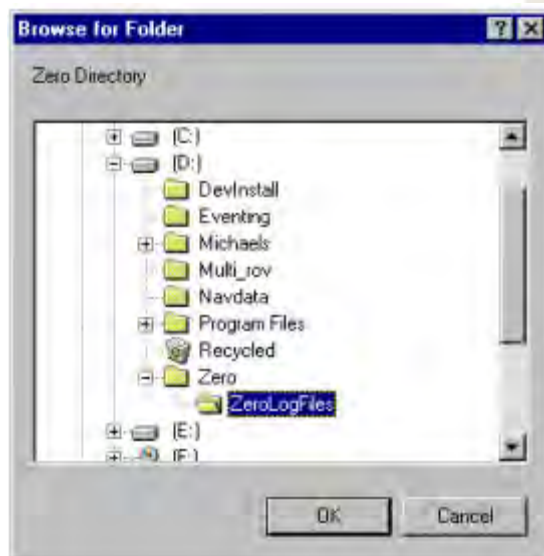 Browse for Folder
Zero Directory
(C:)
(D:)
DevInstall
Eventing
Michaels
Multi_rov
Navdata
Program Files
Recycled
Zero
ZeroLogFiles
(E:)
(F:)
OK
Cancel